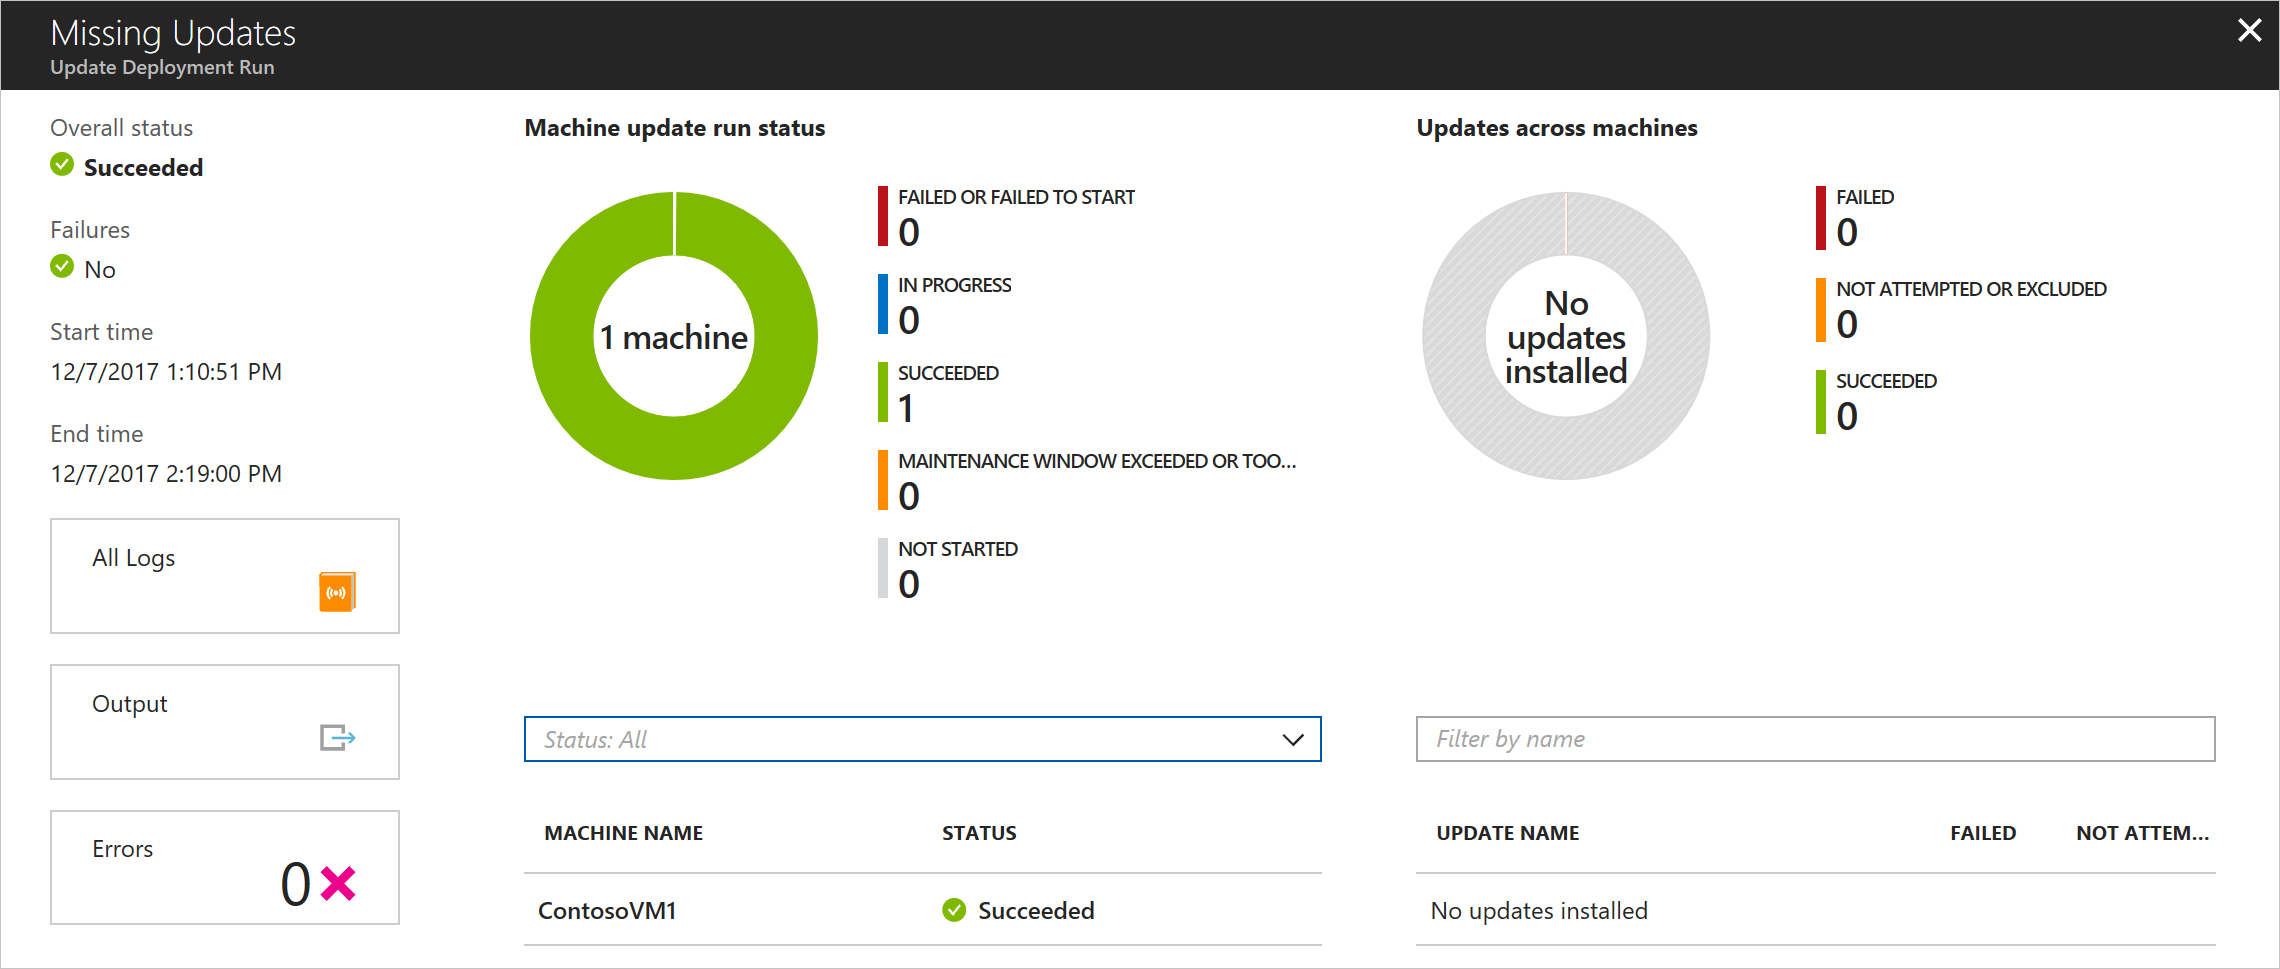 Missing Updates
Update Deployment Run
Overall status
Succeeded
Failures
No
Start time
12/7/2017 1:10:51 PM
End time
12/7/2017 2:19:00 PM
All Logs
Output
Errors
0
Machine update run status
1 machine
FAILED OR FAILED TO START
0
IN PROGRESS
0
SUCCEEDED
1
MAINTENANCE WINDOW EXCEEDED OR TOO...
0
NOT STARTED
0
Status: All
MACHINE NAME STATUS
ContosoVM1 Succeeded
Updates across machines
No
updates
installed
FAILED
0
NOT ATTEMPTED OR EXCLUDED
0
SUCCEEDED
0
Filter by name
UPDATE NAME FAILED NOT ATTEM...
No updates installed